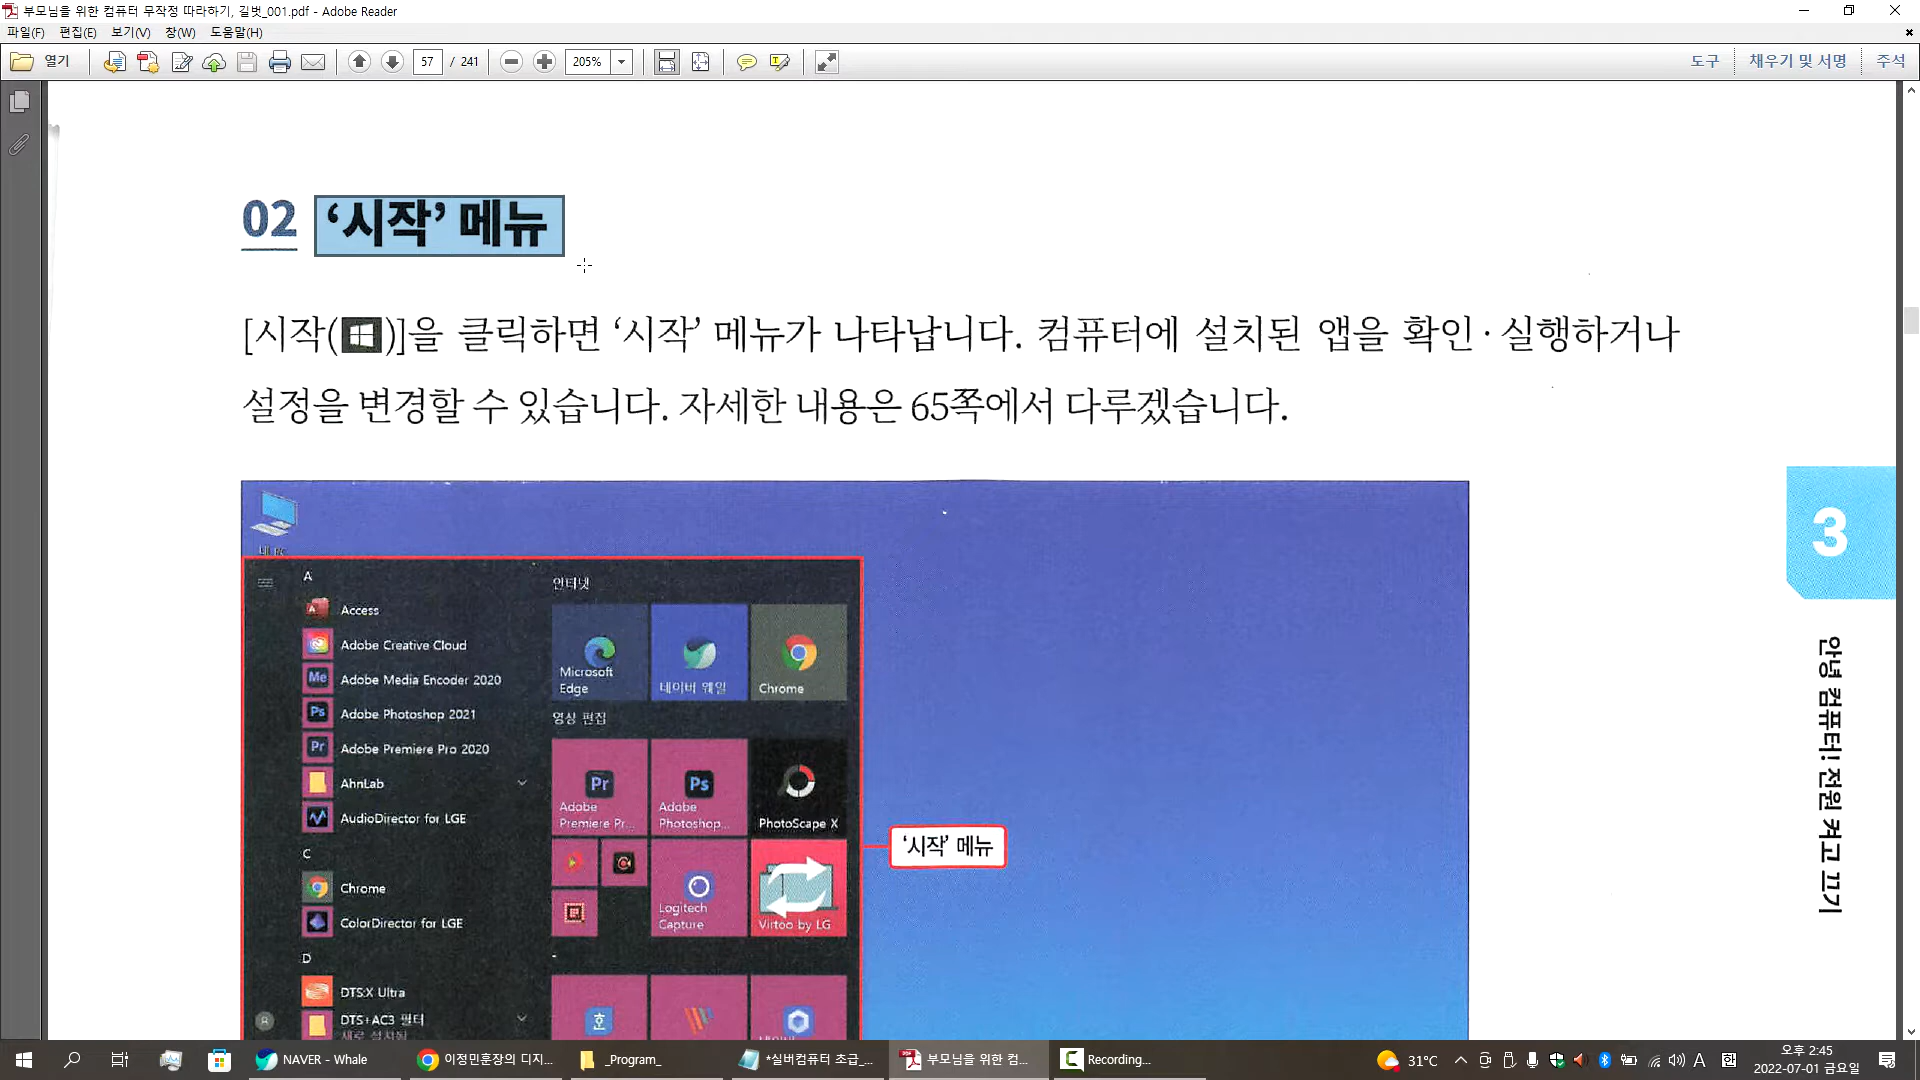 부모님을 위한 컴퓨터 무작정 따라하기, 길벗_001.pdf - Adobe Reader
파일(F) 편집(E) 보기(V) 창(W) 도움말(H)
열기 57 / 241 205% 도구 채우기 및 서명 주석
02 ‘시작’ 메뉴
[시작()]을 클릭하면 ‘시작’ 메뉴가 나타납니다. 컴퓨터에 설치된 앱을 확인·실행하거나
설정을 변경할 수 있습니다. 자세한 내용은 65쪽에서 다루겠습니다.
3
안녕 컴퓨터! 전원 켜고 끄기
내 PC
A
Access
Adobe Creative Cloud
Adobe Media Encoder 2020
Adobe Photoshop 2021
Adobe Premiere Pro 2020
AhnLab
AudioDirector for LGE
C
Chrome
ColorDirector for LGE
D
DTS:X Ultra
DTS+AC3 필터
새로 설치됨
인터넷
Microsoft
Edge
네이버 웨일
Chrome
영상 편집
Adobe
Premiere Pr...
Adobe
Photoshop...
PhotoScape X
Logitech
Capture
Virtoo by LG
‘시작’ 메뉴
NAVER - Whale
이정민훈장의 디지...
_Program_
*실버컴퓨터 초급_...
부모님을 위한 컴...
Recording...
31°C
A
한
오후 2:45
2022-07-01 금요일